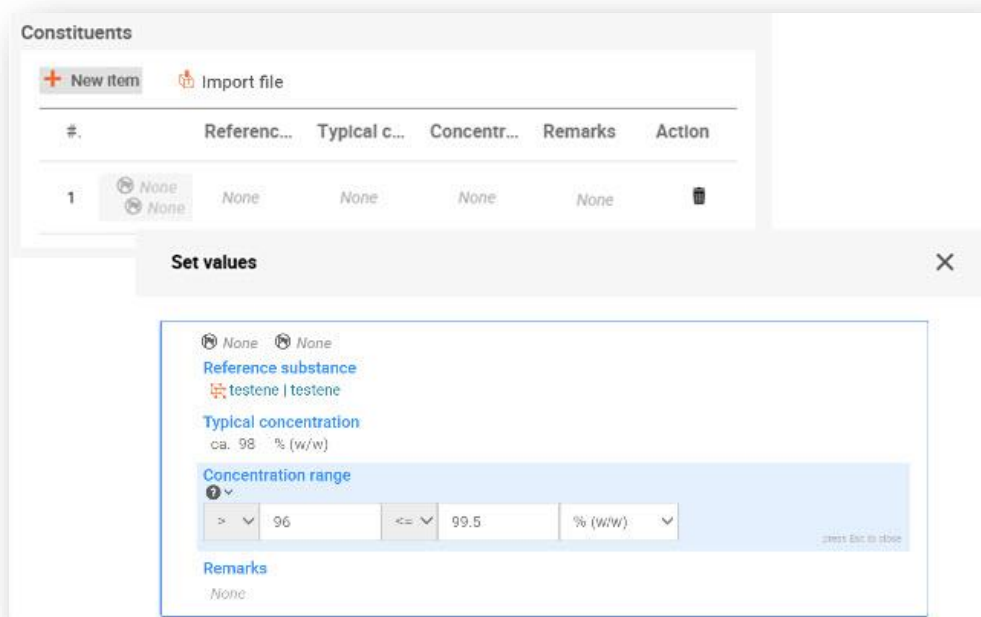 Constituents
New item Import file
#. Referenc... Typical c... Concentr... Remarks Action
None
1 None None None None
None
Set values
None None
Reference substance
testene | testene
Typical concentration
ca. 98 % (w/w)
Concentration range
> 96 <= 99.5 % (w/w)
press Esc to close
Remarks
None